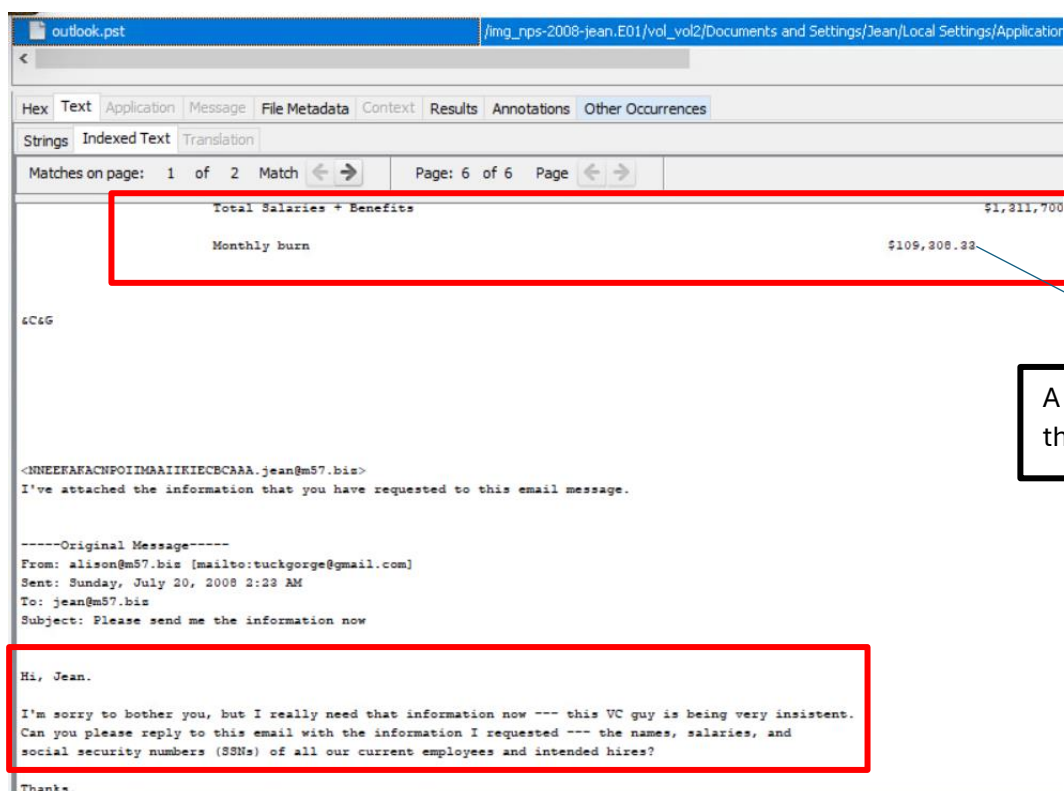 outlook.pst /img_nps-2008-jean.E01/vol_vol2/Documents and Settings/Jean/Local Settings/Application
<
Hex Text Application Message File Metadata Context Results Annotations Other Occurrences
Strings Indexed Text Translation
Matches on page: 1 of 2 Match Page: 6 of 6 Page
Total Salaries + Benefits $1,311,700
Monthly burn $109,308.33
&C&G
A
th
<NNEEKAKACNPOIIMAAIIKIECBCAAA.jean@m57.biz>
I've attached the information that you have requested to this email message.
-----Original Message-----
From: alison@m57.biz [mailto:tuckgorge@gmail.com]
Sent: Sunday, July 20, 2008 2:23 AM
To: jean@m57.biz
Subject: Please send me the information now
Hi, Jean.
I'm sorry to bother you, but I really need that information now --- this VC guy is being very insistent.
Can you please reply to this email with the information I requested --- the names, salaries, and
social security numbers (SSNs) of all our current employees and intended hires?
Thanks.